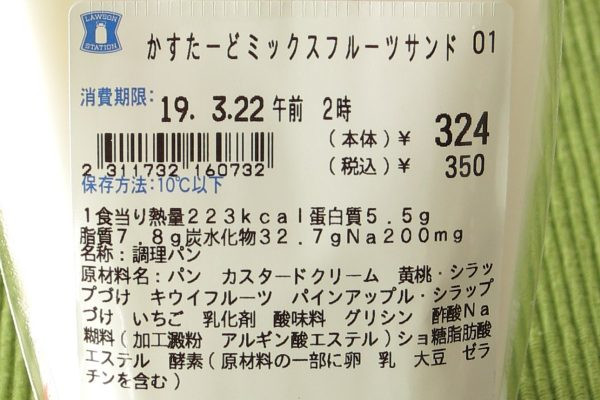 LAWSON
STATION
かすたーどミックスフルーツサンド 01
消費期限: 19. 3.22 午前 2時
(本体)¥ 324
(税込)¥ 350
2 311732 160732
保存方法:10℃以下
1食当り熱量223kcal蛋白質5.5g
脂質7.8g炭水化物32.7gNa200mg
名称:調理パン
原材料名:パン カスタードクリーム 黄桃・シラッ
プづけ キウイフルーツ パインアップル・シラップ
づけ いちご 乳化剤 酸味料 グリシン 酢酸Na
糊料(加工澱粉 アルギン酸エステル)ショ糖脂肪酸
エステル 酵素(原材料の一部に卵 乳 大豆 ゼラ
チンを含む)